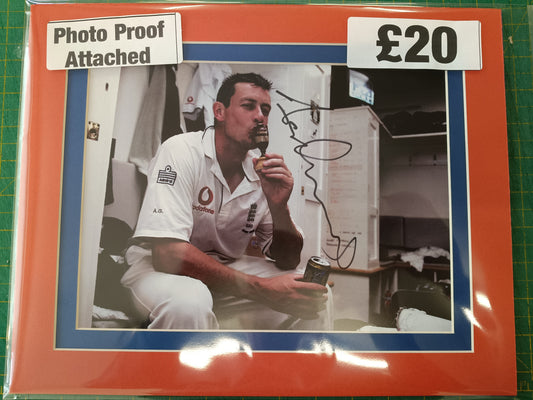 Photo Proof
Attached
£20
vodafone
A.G.